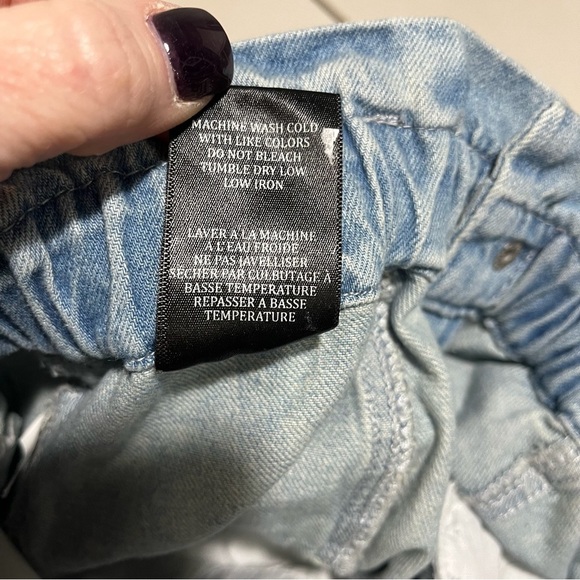 MACHINE WASH COLD
WITH LIKE COLORS
DO NOT BLEACH
TUMBLE DRY LOW
LOW IRON
LAVER A LA MACHINE
À L'EAU FROIDE
NE PAS JAVELLISER
SÉCHER PAR CULBUTAGE À
BASSE TEMPERATURE
REPASSER A BASSE
TEMPERATURE